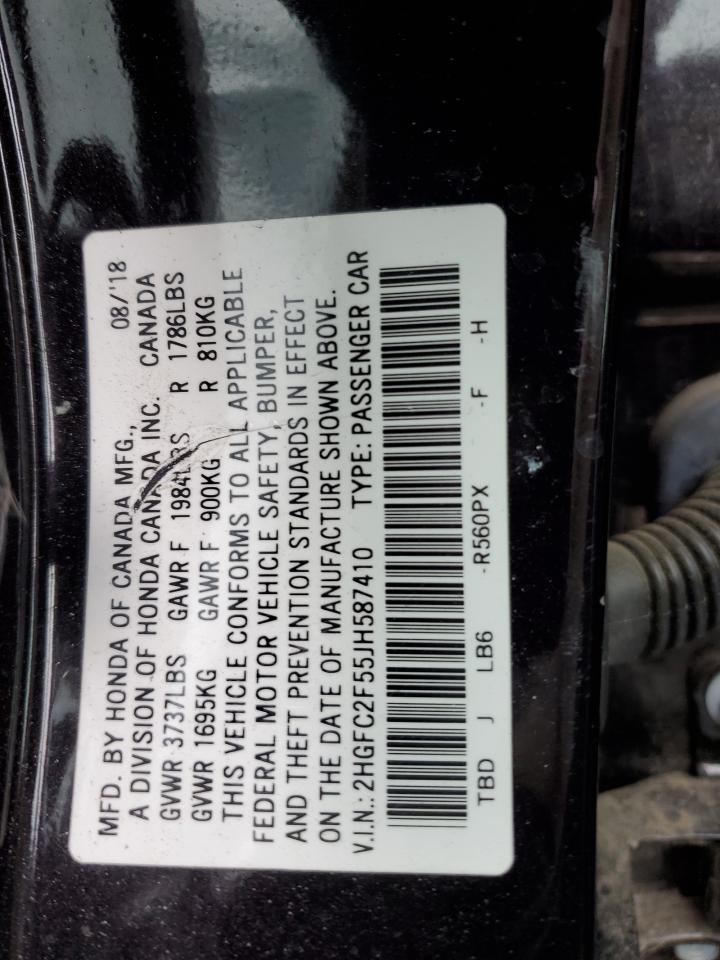 MFD. BY HONDA OF CANADA MFG., 08/'18
A DIVISION OF HONDA CANADA INC. CANADA
GVWR 3737LBS GAWR F 1984LBS R 1786LBS
GVWR 1695KG GAWR F 900KG R 810KG
THIS VEHICLE CONFORMS TO ALL APPLICABLE
FEDERAL MOTOR VEHICLE SAFETY, BUMPER,
AND THEFT PREVENTION STANDARDS IN EFFECT
ON THE DATE OF MANUFACTURE SHOWN ABOVE.
V.I.N.: 2HGFC2F55JH587410 TYPE: PASSENGER CAR
TBD J LB6 -R560PX -F -H